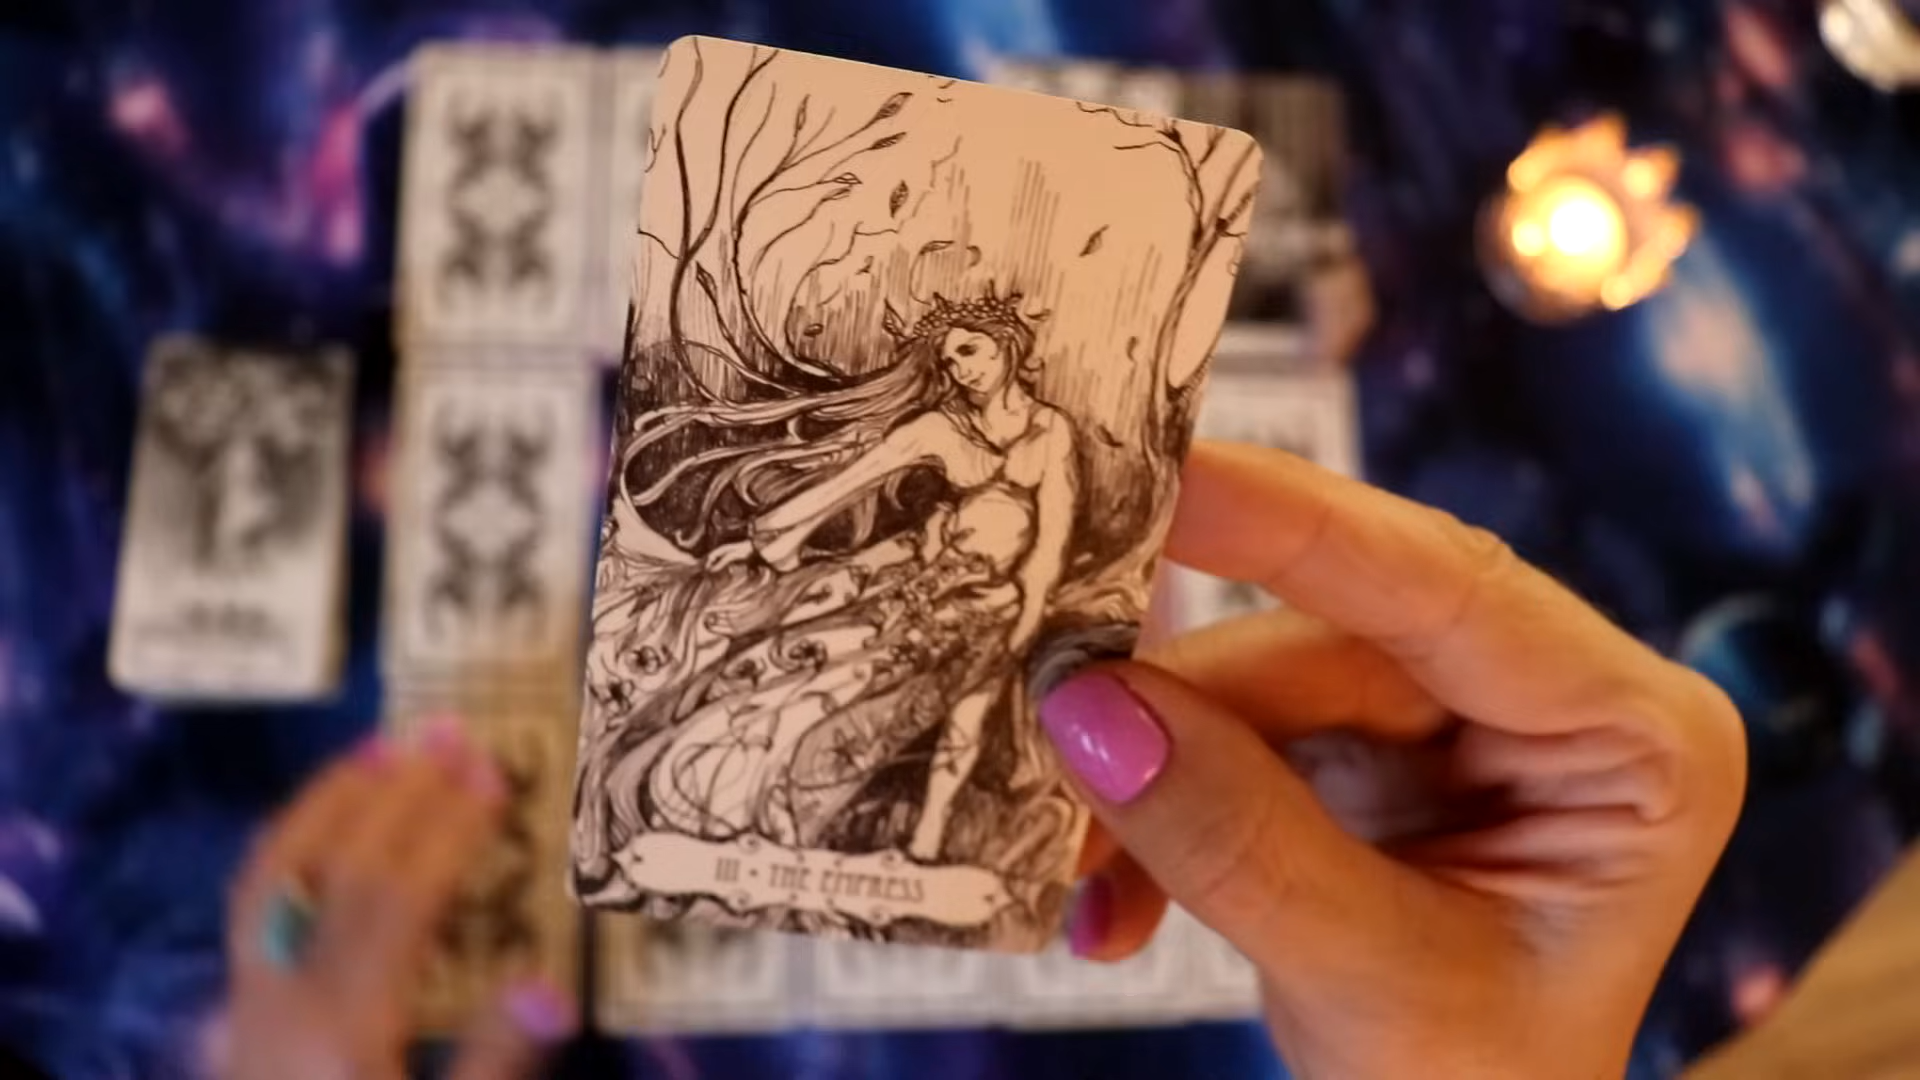 III • THE EMPRESS